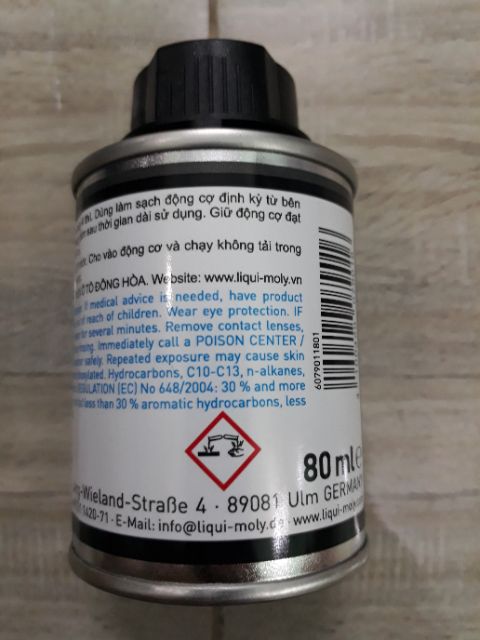 thị. Dùng làm sạch động cơ định kỳ từ bên
sau thời gian dài sử dụng. Giữ động cơ đạt
Cho vào động cơ và chạy không tải trong
Ô TÔ ĐÔNG HÒA. Website: www.liqui-moly.vn
If medical advice is needed, have product
of reach of children. Wear eye protection. IF
for several minutes. Remove contact lenses,
Immediately call a POISON CENTER /
safely. Repeated exposure may cause skin
Hydrocarbons, C10-C13, n-alkanes,
REGULATION (EC) No 648/2004: 30 % and more
less than 30 % aromatic hydrocarbons, less
6079011801
80 ml e
-Wieland-Straße 4 · 89081 Ulm GERMANY
1420-71 · E-Mail: info@liqui-moly.de · www.liqui-moly.